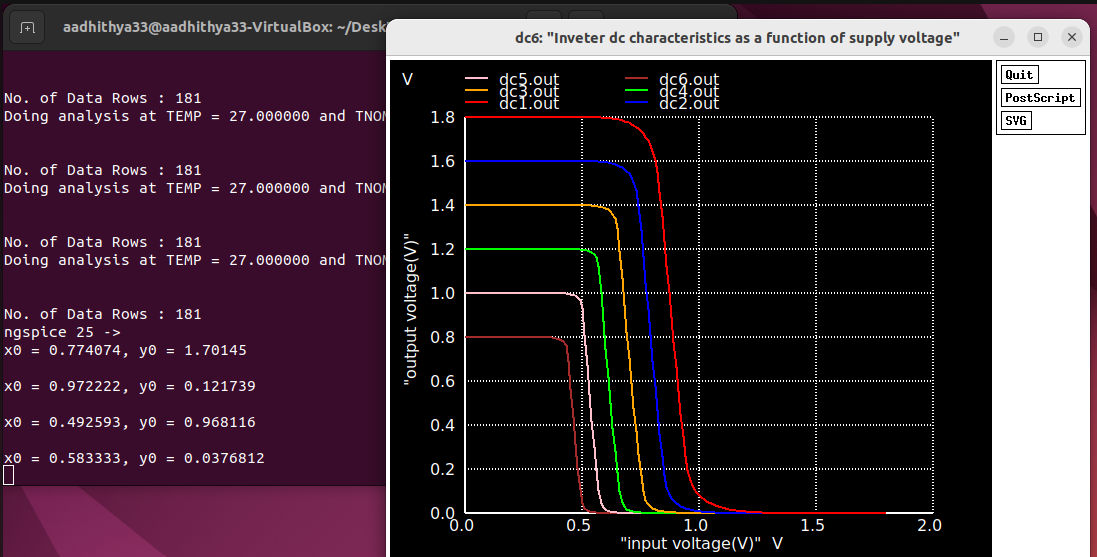 aadhithya33@aadhithya33-VirtualBox: ~/Desk
No. of Data Rows : 181
Doing analysis at TEMP = 27.000000 and TNOM
No. of Data Rows : 181
Doing analysis at TEMP = 27.000000 and TNOM
No. of Data Rows : 181
Doing analysis at TEMP = 27.000000 and TNOM
No. of Data Rows : 181
ngspice 25 ->
x0 = 0.774074, y0 = 1.70145
x0 = 0.972222, y0 = 0.121739
x0 = 0.492593, y0 = 0.968116
x0 = 0.583333, y0 = 0.0376812
dc6: "Inveter dc characteristics as a function of supply voltage"
Quit
PostScript
SVG
V
dc5.out dc6.out
dc3.out dc4.out
dc1.out dc2.out
1.8
1.6
1.4
1.2
1.0
0.8
0.6
0.4
0.2
0.0
"output voltage(V)"
0.0 0.5 1.0 1.5 2.0
"input voltage(V)" V